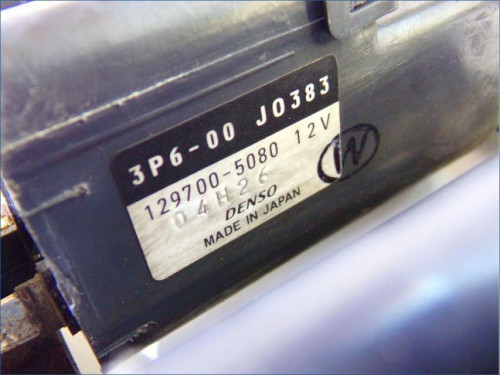 3P6-00 J0383
129700-5080 12V
04H26
DENSO
MADE IN JAPAN
W